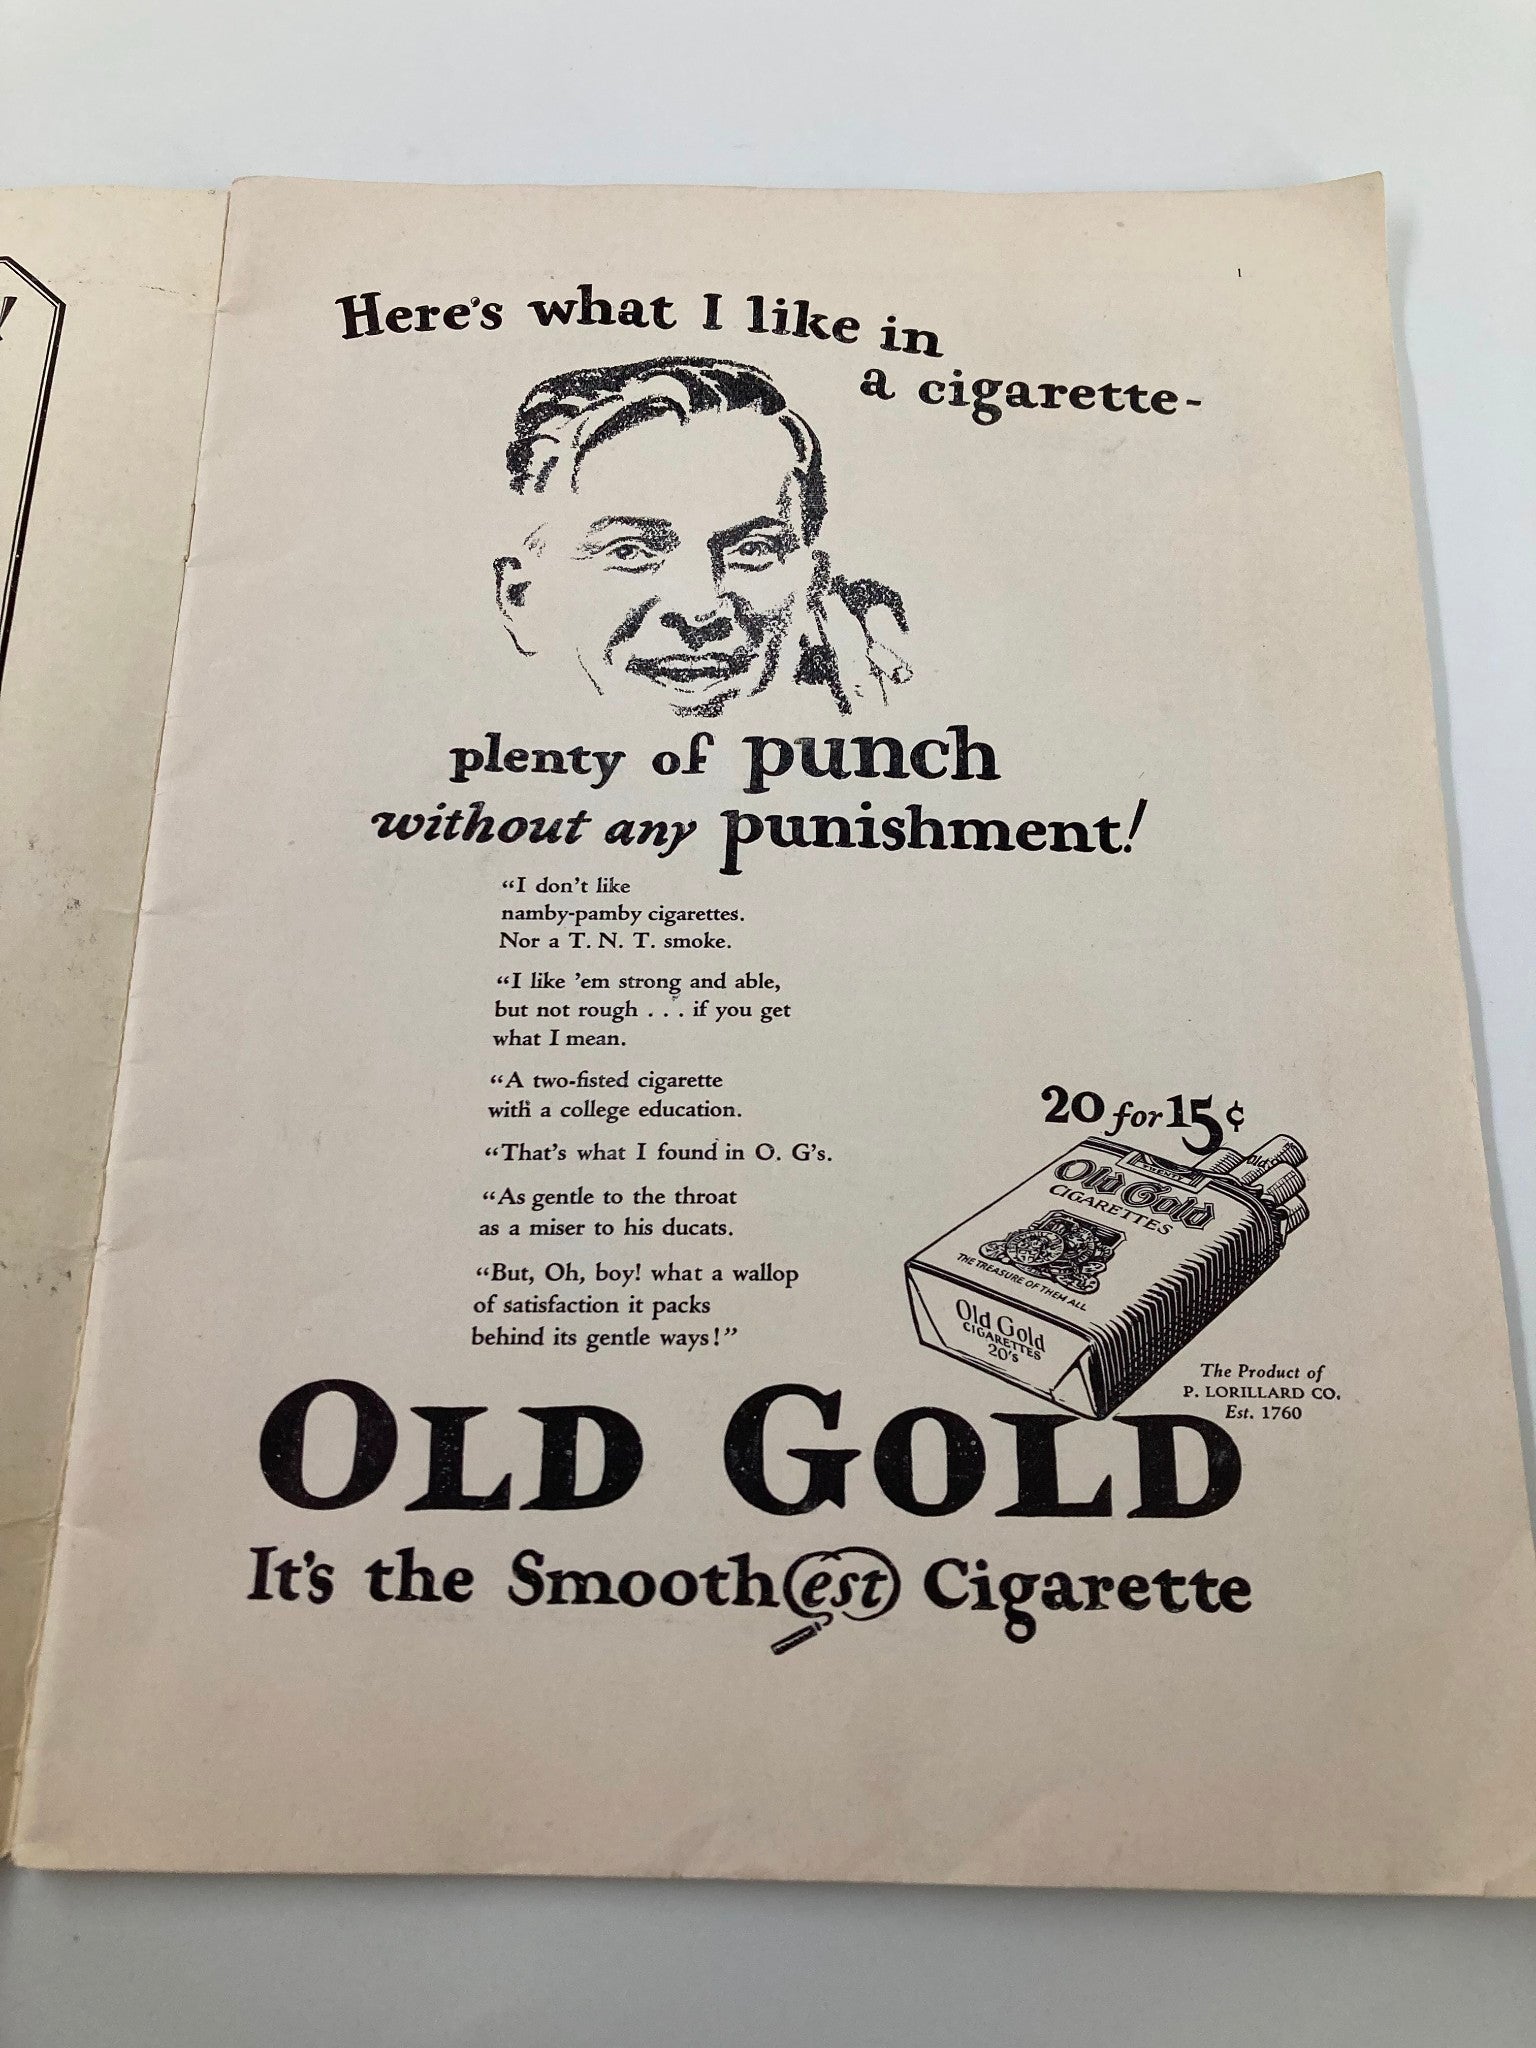 1
Here's what I like in
a cigarette-
plenty of punch
without any punishment!
"I don't like
namby-pamby cigarettes.
Nor a T. N. T. smoke.
"I like 'em strong and able,
but not rough . . . if you get
what I mean.
"A two-fisted cigarette
with a college education.
"That's what I found in O. G's.
"As gentle to the throat
as a miser to his ducats.
"But, Oh, boy! what a wallop
of satisfaction it packs
behind its gentle ways!"
20 for 15¢
TWENTY
Old
Old Gold
CIGARETTES
THE TREASURE OF THEM ALL
Old Gold
CIGARETTES
20's
The Product of
P. LORILLARD CO.
Est. 1760
OLD GOLD
It's the Smoothest Cigarette